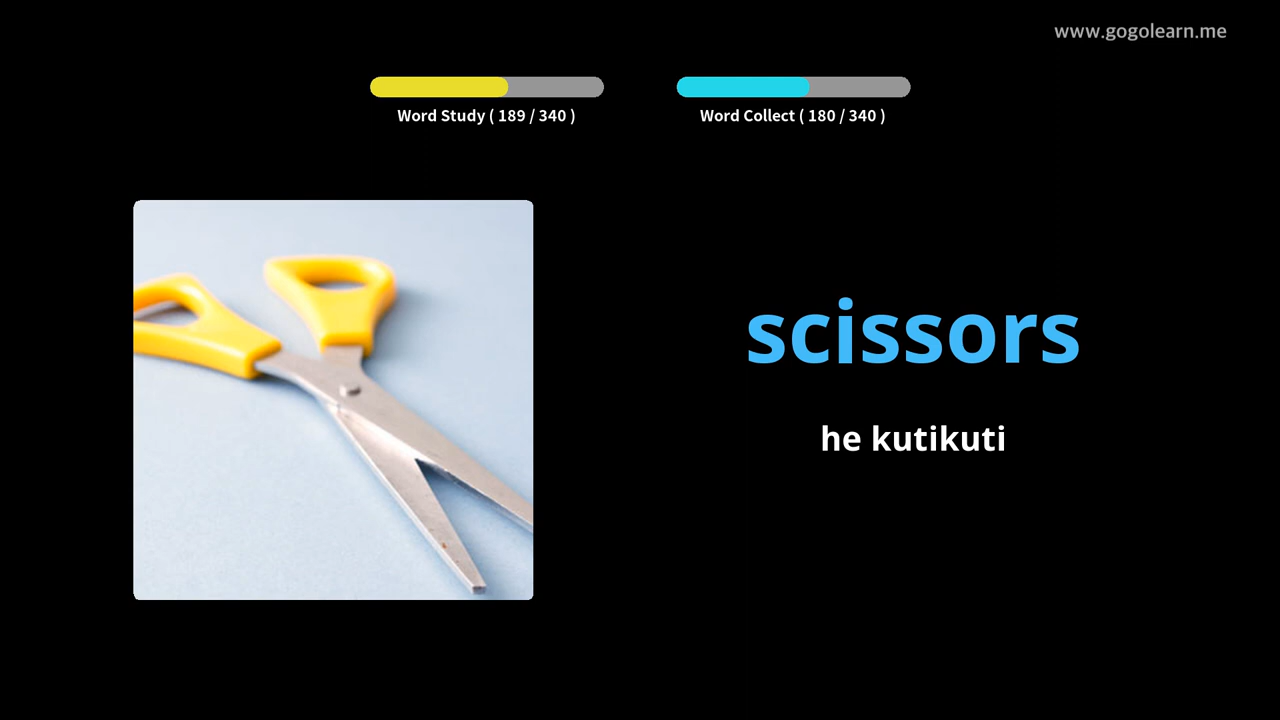 www.gogolearn.me
Word Study ( 189 / 340 )
Word Collect ( 180 / 340 )
scissors
he kutikuti